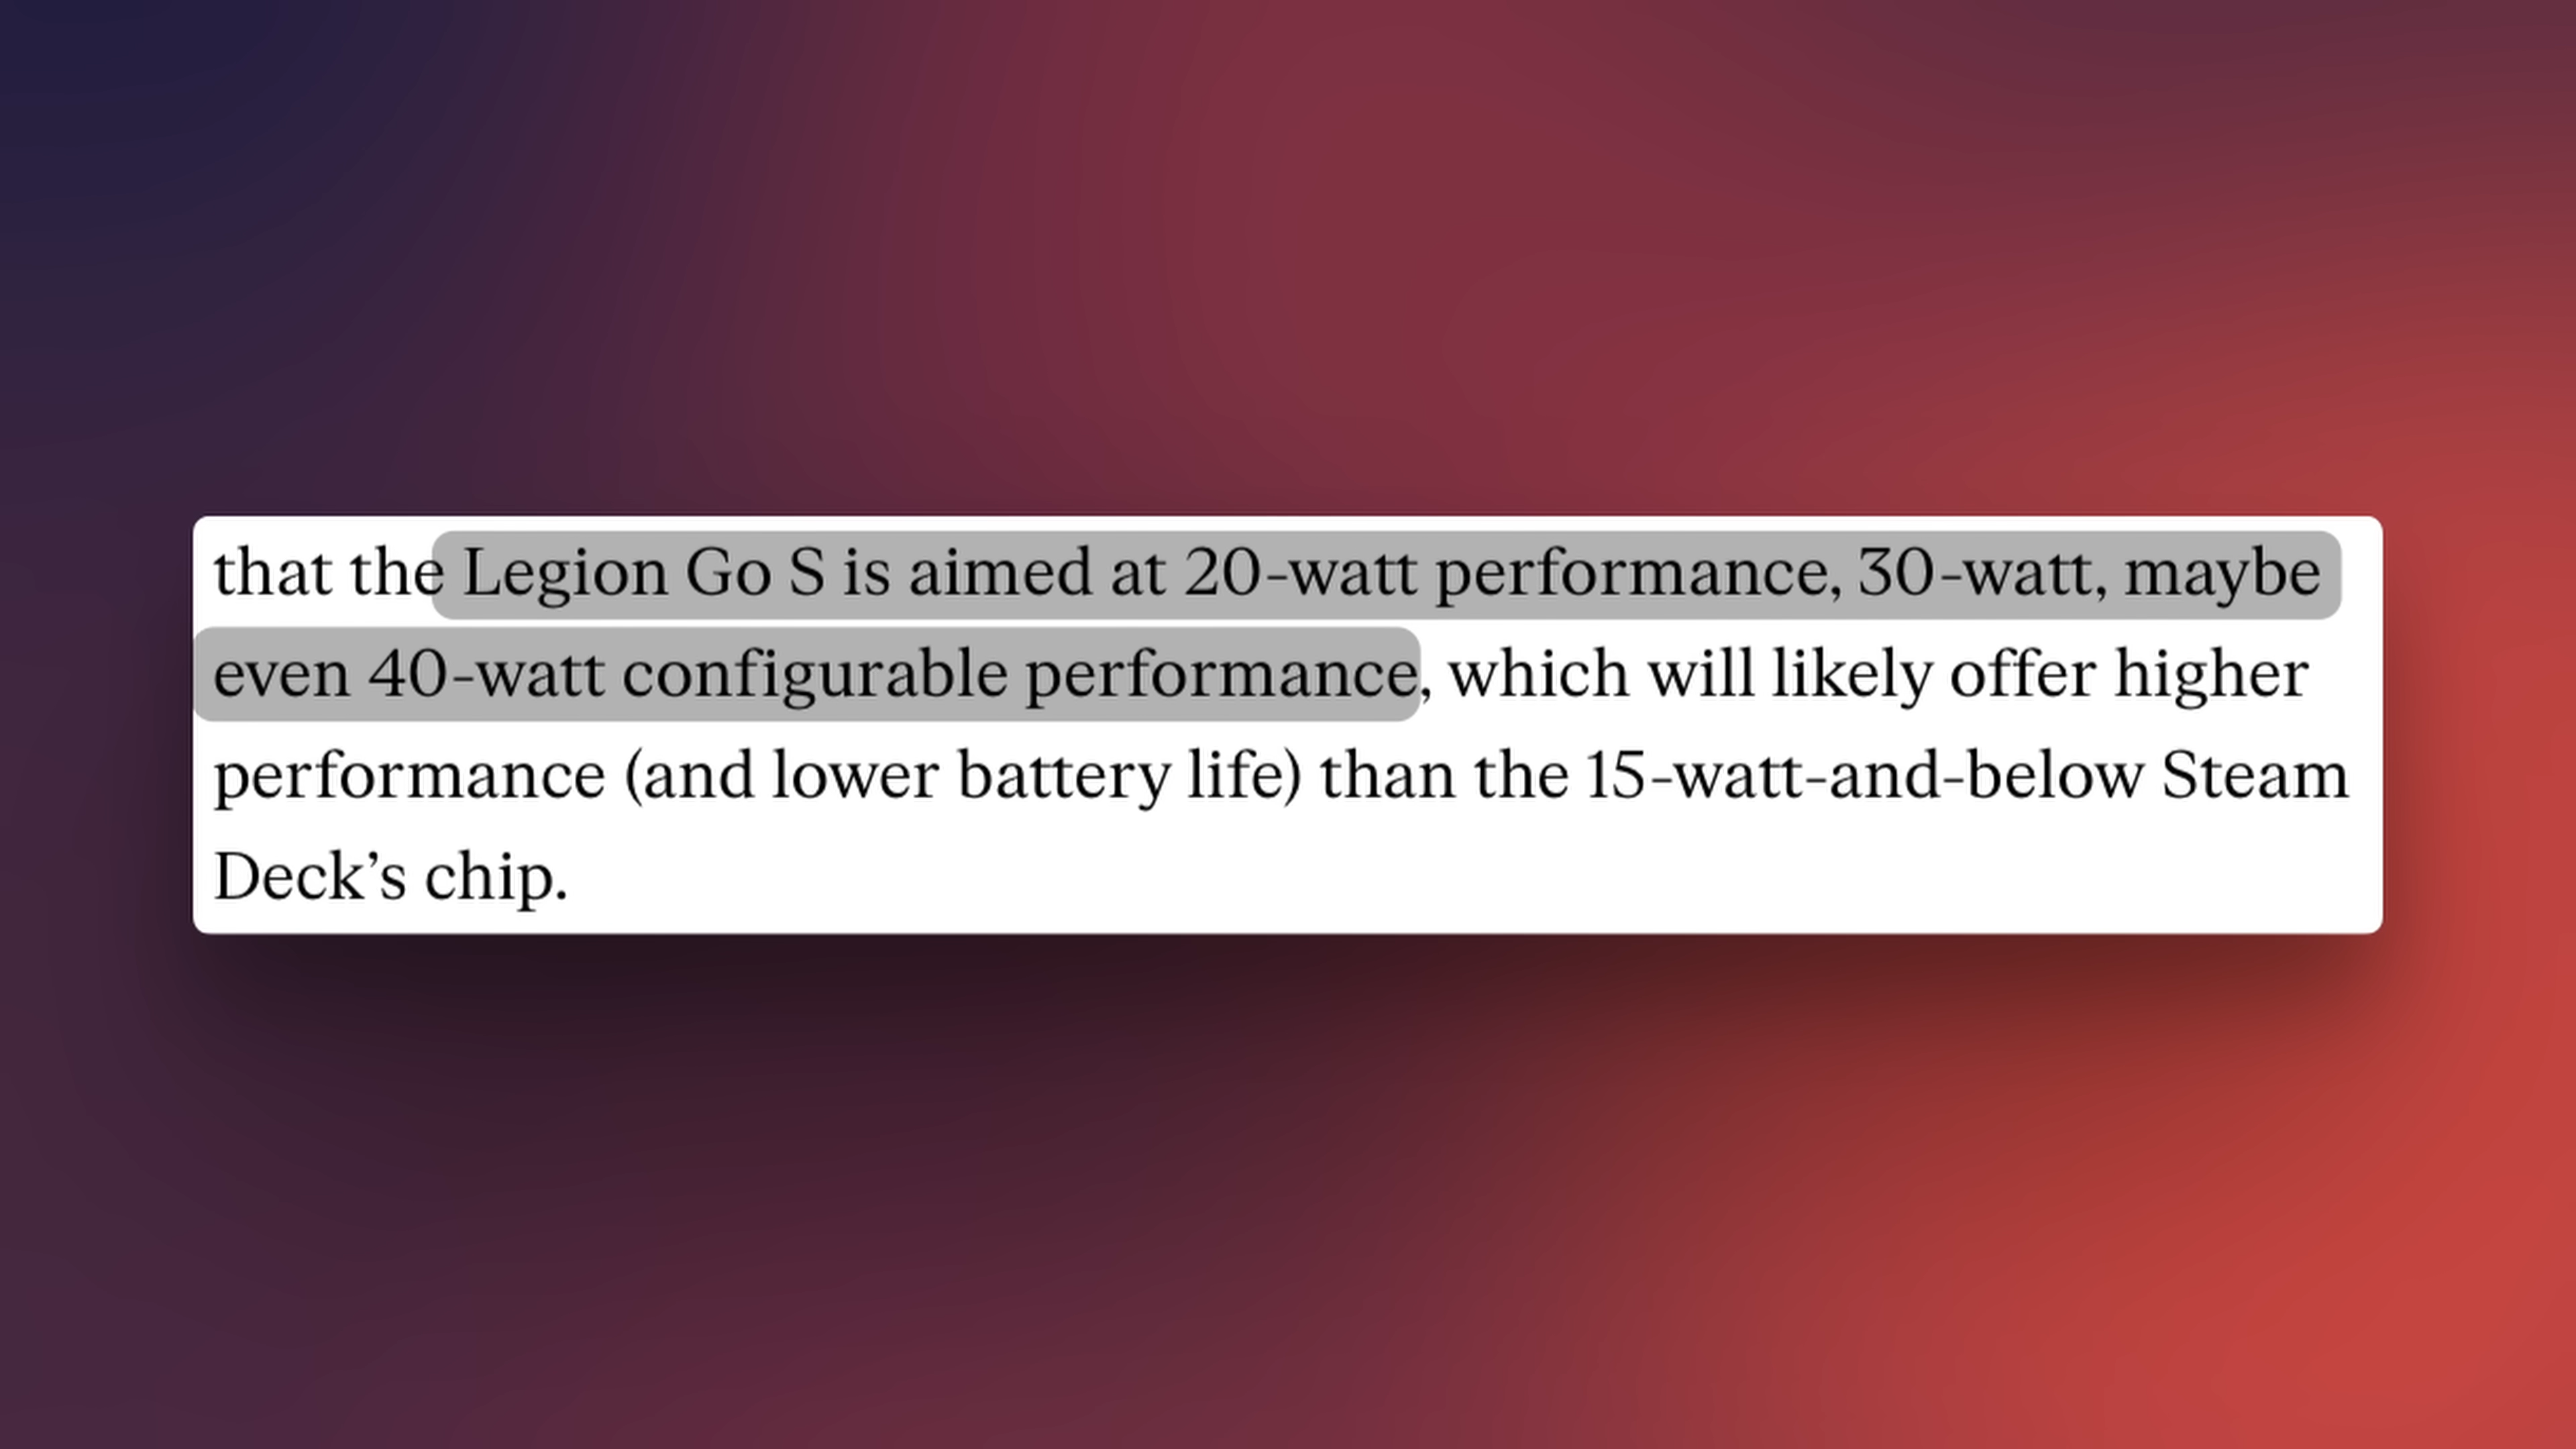 that the Legion Go S is aimed at 20-watt performance, 30-watt, maybe
even 40-watt configurable performance, which will likely offer higher
performance (and lower battery life) than the 15-watt-and-below Steam
Deck’s chip.